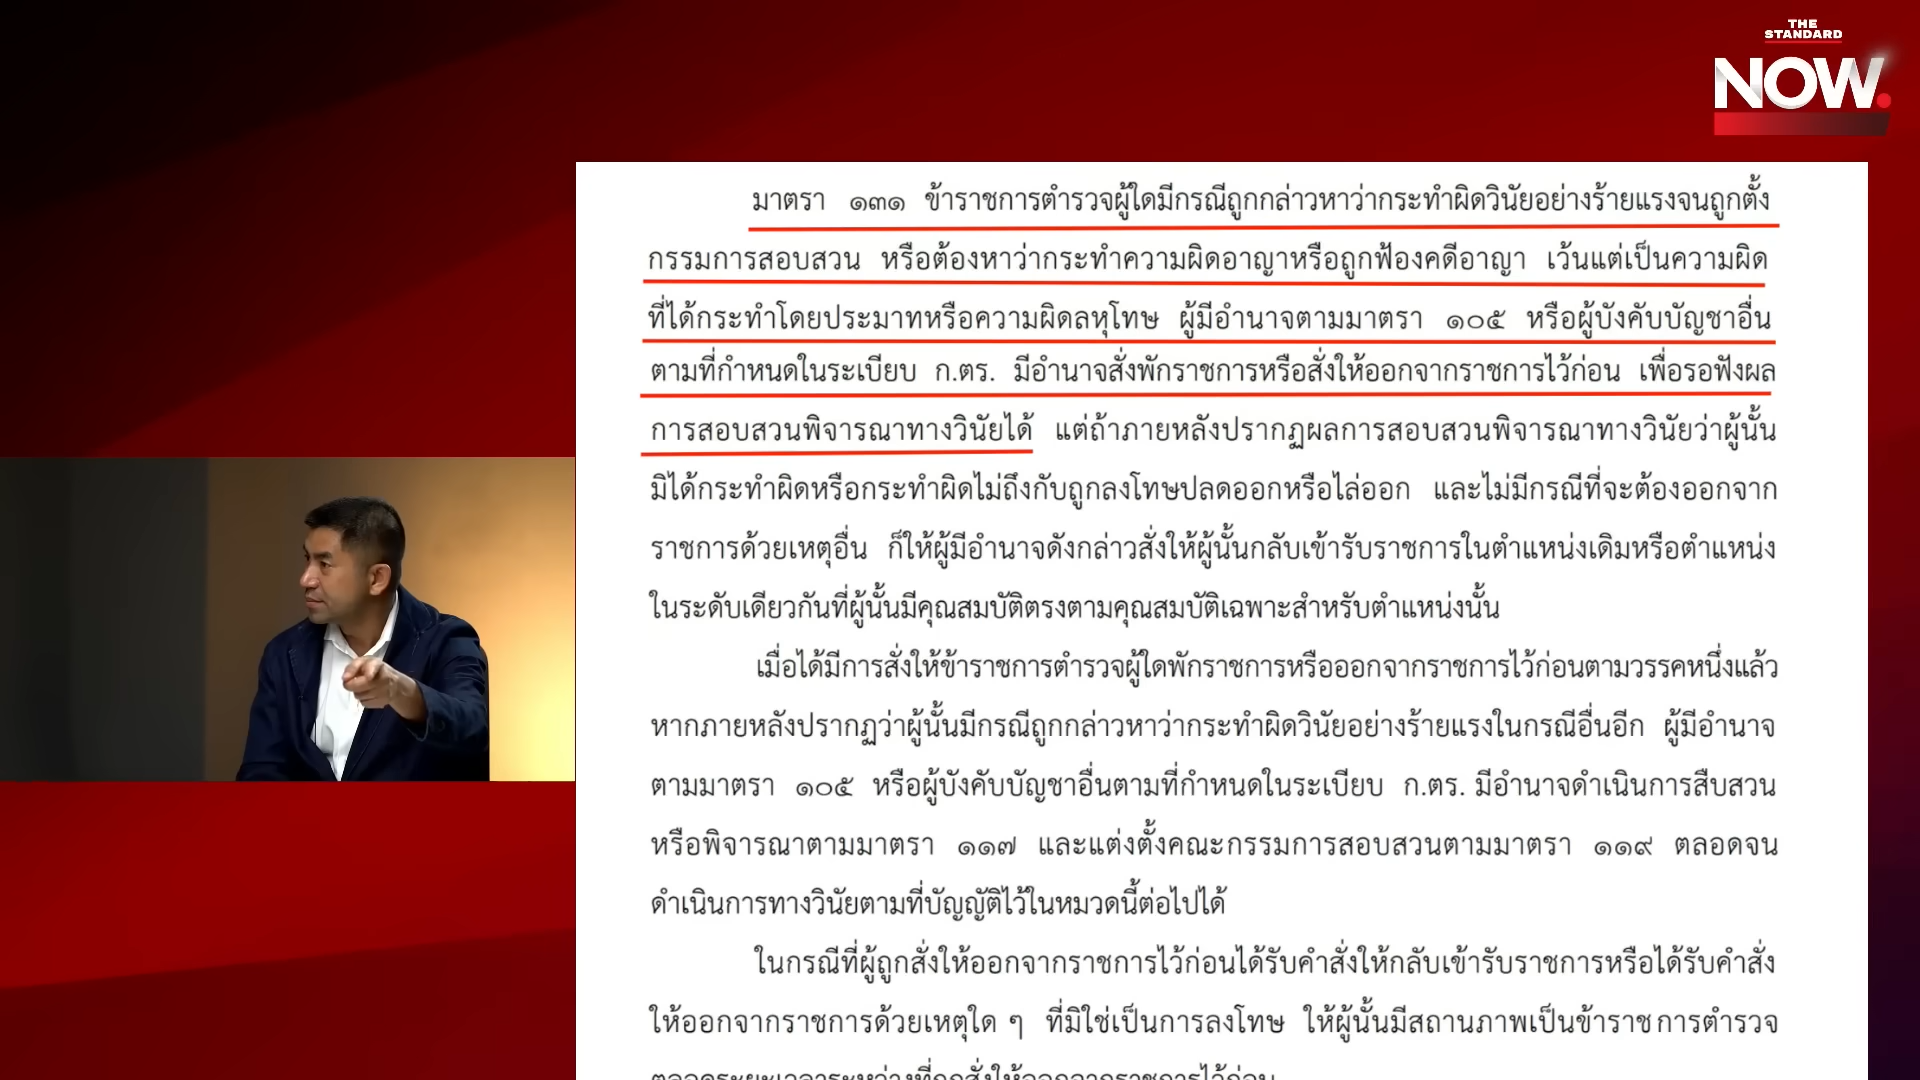 THE
STANDARD
NOW.
มาตรา ๑๓๑ ข้าราชการตำรวจผู้ใดมีกรณีถูกกล่าวหาว่ากระทำผิดวินัยอย่างร้ายแรงจนถูกตั้ง
กรรมการสอบสวน หรือต้องหาว่ากระทำความผิดอาญาหรือถูกฟ้องคดีอาญา เว้นแต่เป็นความผิด
ที่ได้กระทำโดยประมาทหรือความผิดลหุโทษ ผู้มีอำนาจตามมาตรา ๑๐๕ หรือผู้บังคับบัญชาอื่น
ตามที่กำหนดในระเบียบ ก.ตร. มีอำนาจสั่งพักราชการหรือสั่งให้ออกจากราชการไว้ก่อน เพื่อรอฟังผล
การสอบสวนพิจารณาทางวินัยได้ แต่ถ้าภายหลังปรากฏผลการสอบสวนพิจารณาทางวินัยว่าผู้นั้น
มิได้กระทำผิดหรือกระทำผิดไม่ถึงกับถูกลงโทษปลดออกหรือไล่ออก และไม่มีกรณีที่จะต้องออกจาก
ราชการด้วยเหตุอื่น ก็ให้ผู้มีอำนาจดังกล่าวสั่งให้ผู้นั้นกลับเข้ารับราชการในตำแหน่งเดิมหรือตำแหน่ง
ในระดับเดียวกันที่ผู้นั้นมีคุณสมบัติตรงตามคุณสมบัติเฉพาะสำหรับตำแหน่งนั้น
เมื่อได้มีการสั่งให้ข้าราชการตำรวจผู้ใดพักราชการหรือออกจากราชการไว้ก่อนตามวรรคหนึ่งแล้ว
หากภายหลังปรากฏว่าผู้นั้นมีกรณีถูกกล่าวหาว่ากระทำผิดวินัยอย่างร้ายแรงในกรณีอื่นอีก ผู้มีอำนาจ
ตามมาตรา ๑๐๕ หรือผู้บังคับบัญชาอื่นตามที่กำหนดในระเบียบ ก.ตร. มีอำนาจดำเนินการสืบสวน
หรือพิจารณาตามมาตรา ๑๑๗ และแต่งตั้งคณะกรรมการสอบสวนตามมาตรา ๑๑๙ ตลอดจน
ดำเนินการทางวินัยตามที่บัญญัติไว้ในหมวดนี้ต่อไปได้
ในกรณีที่ผู้ถูกสั่งให้ออกจากราชการไว้ก่อนได้รับคำสั่งให้กลับเข้ารับราชการหรือได้รับคำสั่ง
ให้ออกจากราชการด้วยเหตุใด ๆ ที่มิใช่เป็นการลงโทษ ให้ผู้นั้นมีสถานภาพเป็นข้าราชการตำรวจ
ตลอดระยะเวลาระหว่างที่ถูกสั่งให้ออกจากราชการไว้ก่อน